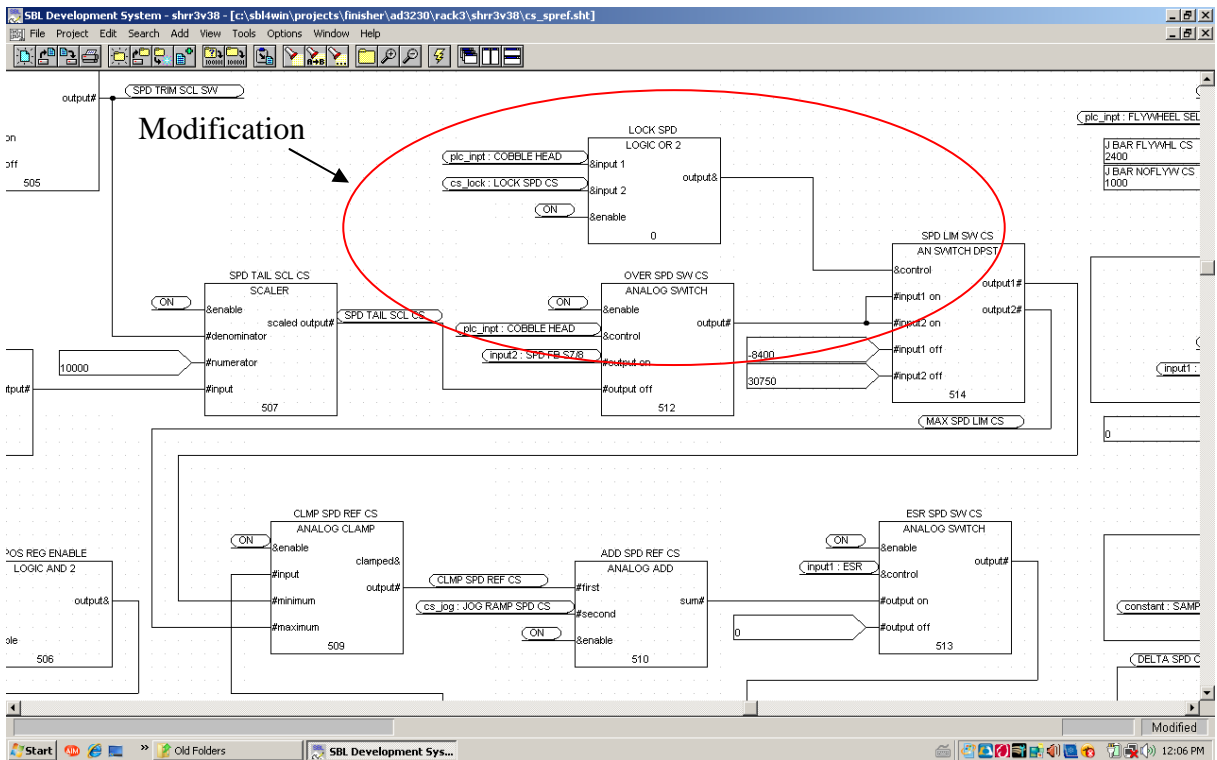 SBL Development System - shrr3v38 - [c:\sbl4win\projects\finisher\ad3230\rack3\shrr3v38\cs_spref.sht]
File Project Edit Search Add View Tools Options Window Help
output#
SPD TRIM SCL SW
on
off
505
Modification
LOCK SPD
LOGIC OR 2
plc_inpt : COBBLE HEAD
&input 1
output&
cs_lock : LOCK SPD CS
&input 2
ON
&enable
0
plc_inpt : FLYWHEEL SEL
J BAR FLYWHL CS
2400
J BAR NOFLYW CS
1000
SPD LIM SW CS
AN SWITCH DPST
&control
output1#
#input1 on
output2#
#input2 on
-8400
#input1 off
30750
#input2 off
514
MAX SPD LIM CS
SPD TAIL SCL CS
SCALER
ON
&enable
scaled output#
SPD TAIL SCL CS
#denominator
10000
#numerator
tput#
#input
507
OVER SPD SW CS
ANALOG SWITCH
ON
&enable
output#
plc_inpt : COBBLE HEAD
&control
input2 : SPD FB S7/8
#output on
#output off
512
input1 :
0
POS REG ENABLE
LOGIC AND 2
output&
ble
506
CLMP SPD REF CS
ANALOG CLAMP
ON
&enable
clamped&
#input
output#
CLMP SPD REF CS
#minimum
#maximum
509
ADD SPD REF CS
ANALOG ADD
#first
cs_jog : JOG RAMP SPD CS
sum#
#second
ON
&enable
510
ESR SPD SW CS
ANALOG SWITCH
ON
&enable
output#
input1 : ESR
&control
#output on
0
#output off
513
constant : SAMP
DELTA SPD C
Modified
Start
AIM
»
Old Folders
SBL Development Sys...
12:06 PM